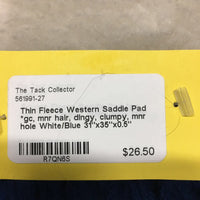 The Tack Collector
561991-27
Thin Fleece Western Saddle Pad
*gc, mnr hair, dingy, clumpy, mnr
hole White/Blue 31"x35"x0.5"
$26.50
R7QN6S